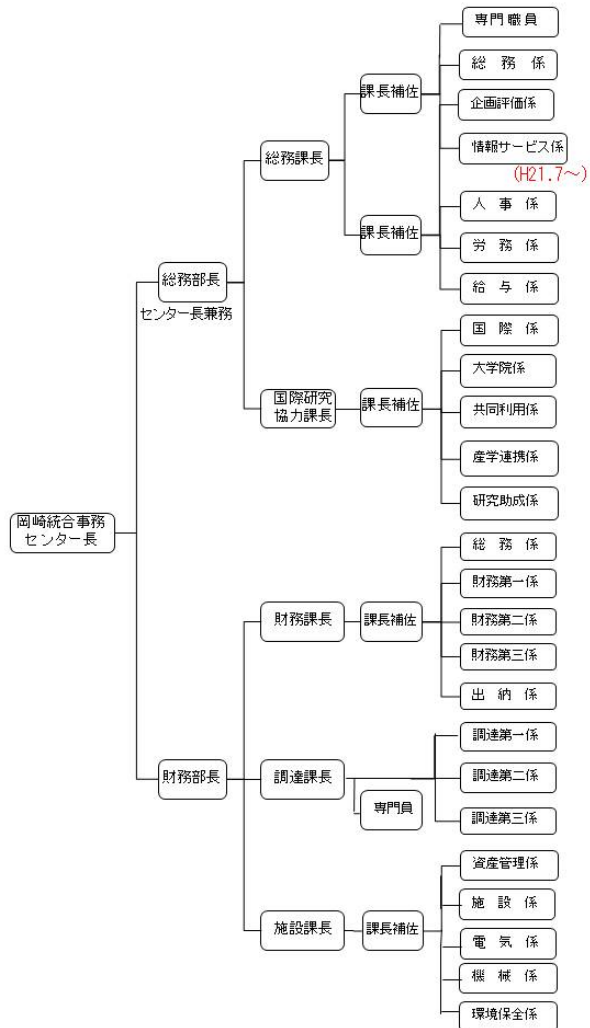 専門職員
総務係
課長補佐
企画評価係
総務課長
情報サービス係
(H21.7～)
人事係
課長補佐
労務係
総務部長
給与係
センター長兼務
国際係
大学院係
国際研究
協力課長
課長補佐
共同利用係
産学連携係
研究助成係
岡崎統合事務
センター長
総務係
財務第一係
財務課長
課長補佐
財務第二係
財務第三係
出納係
調達第一係
財務部長
調達課長
調達第二係
専門員
調達第三係
資産管理係
施設係
施設課長
課長補佐
電気係
機械係
環境保全係